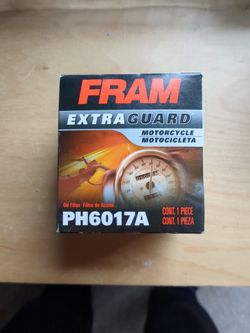 FRAM
EXTRAGUARD
MOTORCYCLE
MOTOCICLETA
Oil Filter Filtro de Aceite
PH6017A
CONT. 1 PIECE
CONT. 1 PIEZA